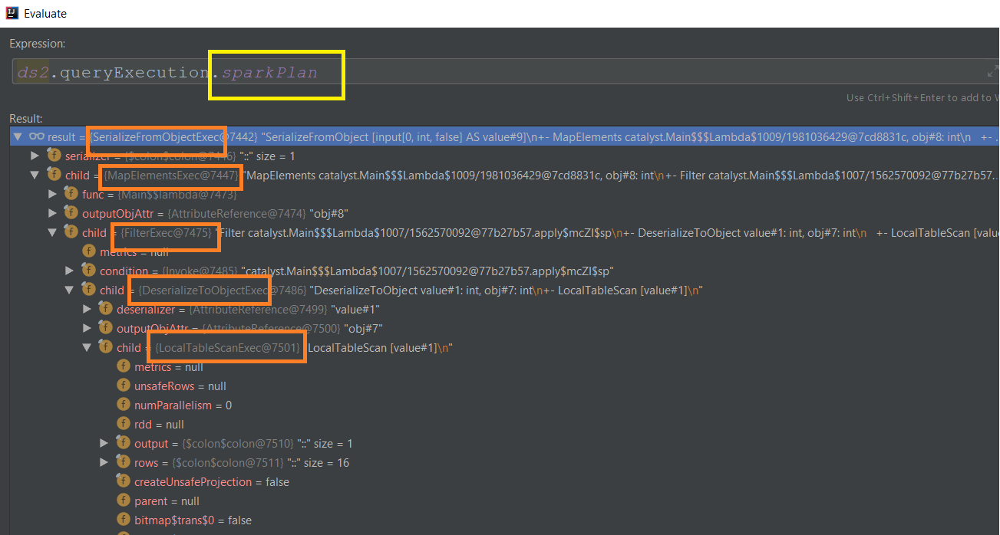 Evaluate
Expression:
ds2.queryExecution.sparkPlan
Use Ctrl+Shift+Enter to add to W
Result:
result = {SerializeFromObjectExec@7442} "SerializeFromObject [input[0, int, false] AS value#9]\n+- MapElements catalyst.Main$$$Lambda$1009/1981036429@7cd8831c, obj#8: int\n   +- .
serializer = {$colon$colon@7446} "::" size = 1
child = {MapElementsExec@7447} "MapElements catalyst.Main$$$Lambda$1009/1981036429@7cd8831c, obj#8: int\n+- Filter catalyst.Main$$$Lambda$1007/1562570092@77b27b57...
func = {Main$$lambda@7473}
outputObjAttr = {AttributeReference@7474} "obj#8"
child = {FilterExec@7475} "Filter catalyst.Main$$$Lambda$1007/1562570092@77b27b57.apply$mcZI$sp\n+- DeserializeToObject value#1: int, obj#7: int\n   +- LocalTableScan [valu
metrics = null
condition = {Invoke@7485} "catalyst.Main$$$Lambda$1007/1562570092@77b27b57.apply$mcZI$sp"
child = {DeserializeToObjectExec@7486} "DeserializeToObject value#1: int, obj#7: int\n+- LocalTableScan [value#1]\n"
deserializer = {AttributeReference@7499} "value#1"
outputObjAttr = {AttributeReference@7500} "obj#7"
child = {LocalTableScanExec@7501} LocalTableScan [value#1]\n"
metrics = null
unsafeRows = null
numParallelism = 0
rdd = null
output = {$colon$colon@7510} "::" size = 1
rows = {$colon$colon@7511} "::" size = 16
createUnsafeProjection = false
parent = null
bitmap$trans$0 = false